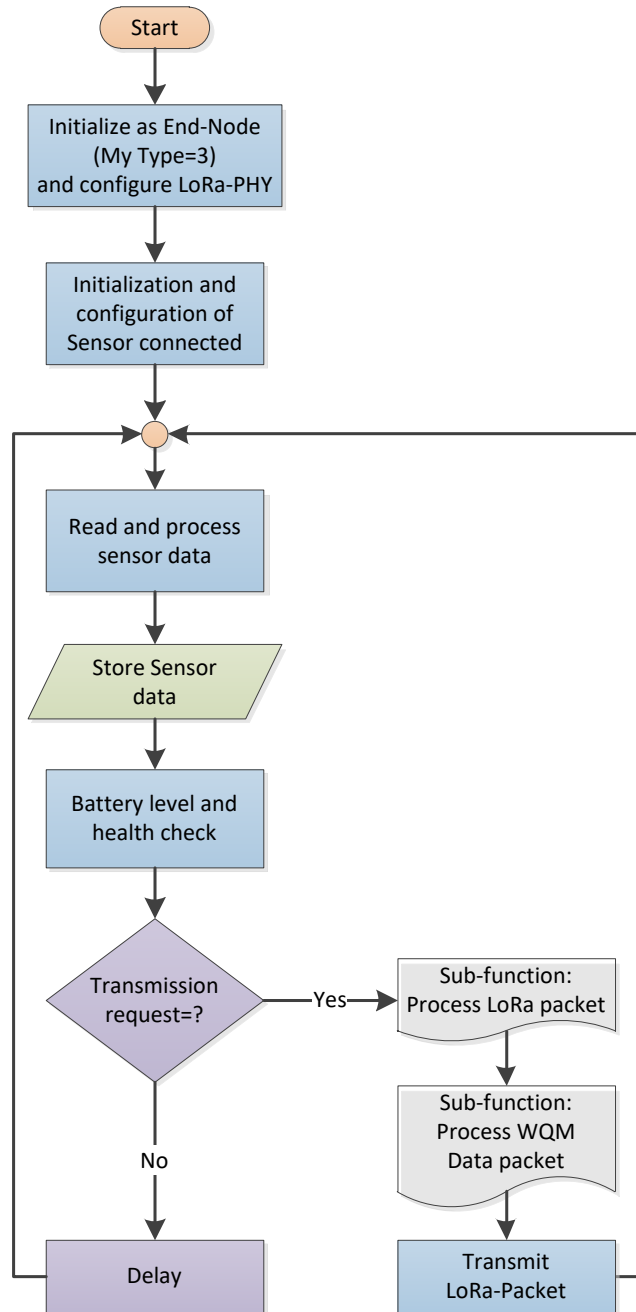 Start
Initialize as End-Node
(My Type=3)
and configure LoRa-PHY
Initialization and
configuration of
Sensor connected
Read and process
sensor data
Store Sensor
data
Battery level and
health check
Transmission
request=?
Yes
Sub-function:
Process LoRa packet
Sub-function:
Process WQM
Data packet
No
Delay
Transmit
LoRa-Packet